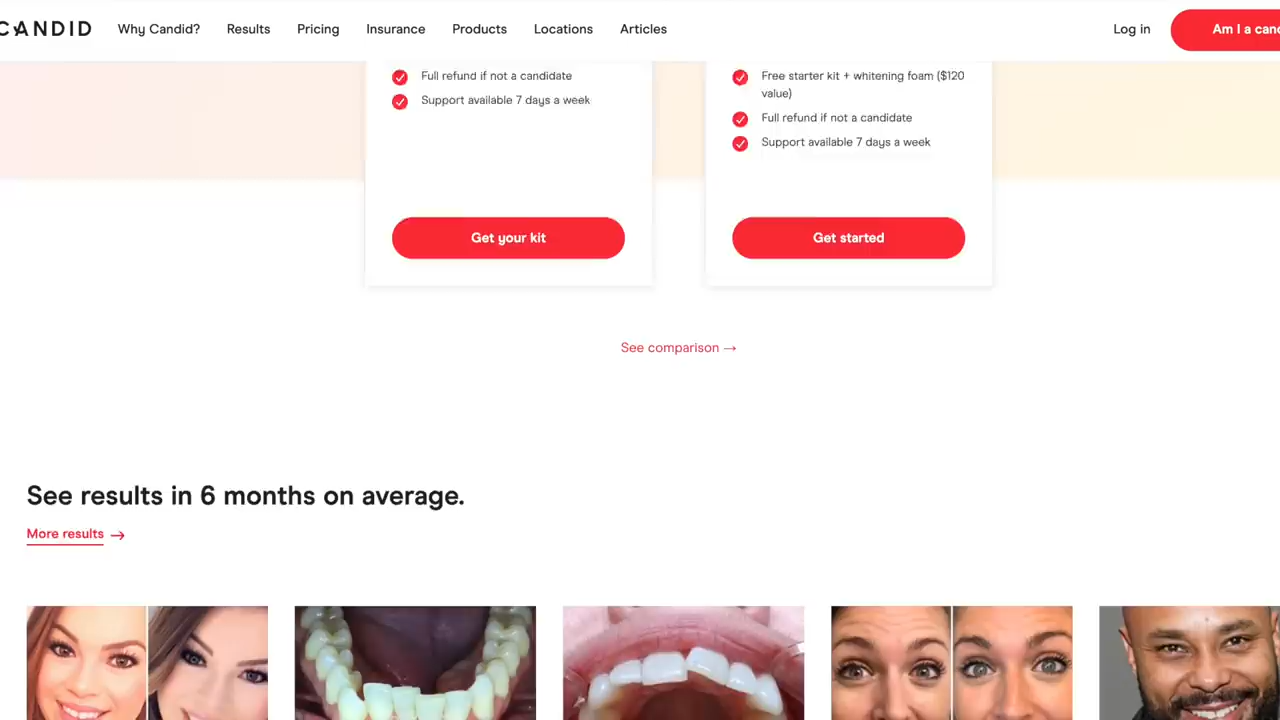 CANDID Why Candid? Results Pricing Insurance Products Locations Articles Log in Am I a cand
Full refund if not a candidate
Support available 7 days a week
Free starter kit + whitening foam ($120
value)
Full refund if not a candidate
Support available 7 days a week
Get your kit
Get started
See comparison →
See results in 6 months on average.
More results →